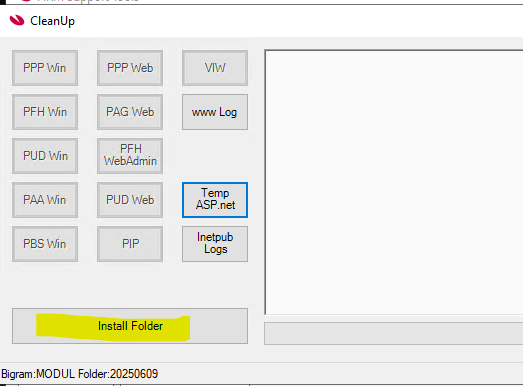 CleanUp
PPP Win
PPP Web
VIW
PFH Win
PAG Web
www Log
PUD Win
PFH
WebAdmin
PAA Win
PUD Web
Temp
ASP.net
PBS Win
PIP
Inetpub
Logs
Install Folder
Bigram:MODUL Folder:20250609